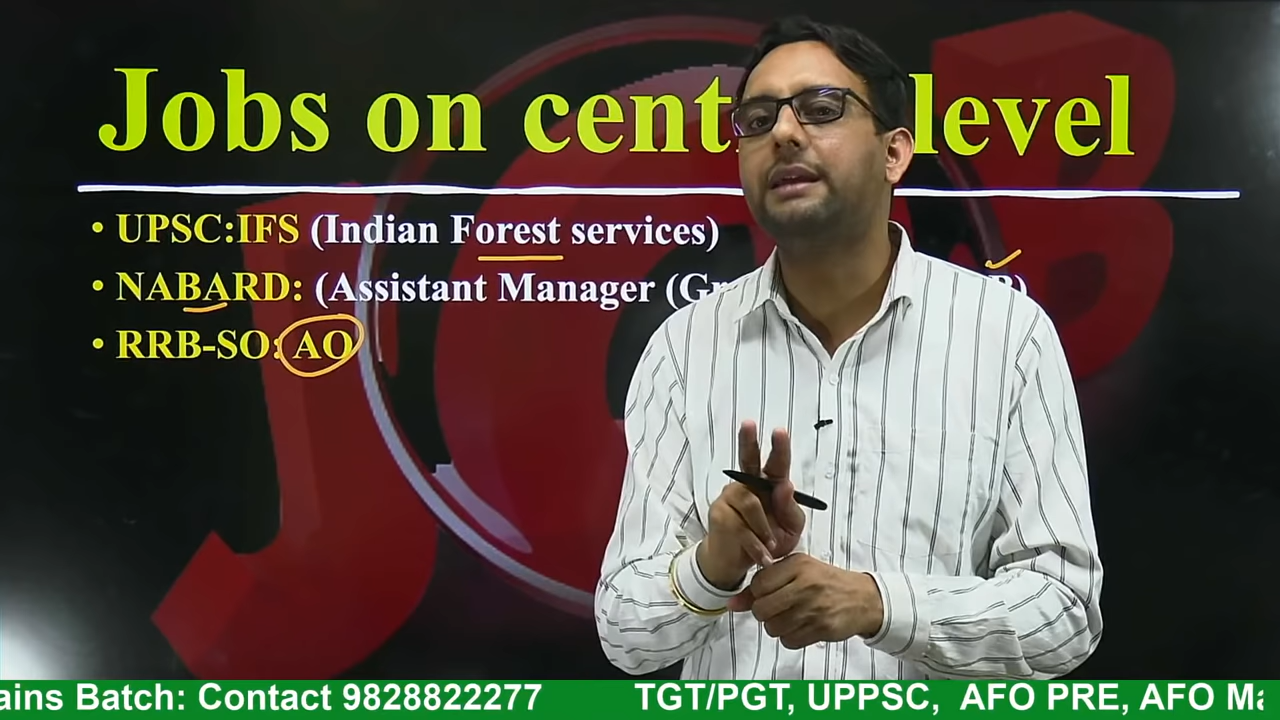 Jobs on cent level
• UPSC:IFS (Indian Forest services)
• NABARD: (Assistant Manager (Gr
• RRB-SO: AO
ains Batch: Contact 9828822277 TGT/PGT, UPPSC, AFO PRE, AFO Ma